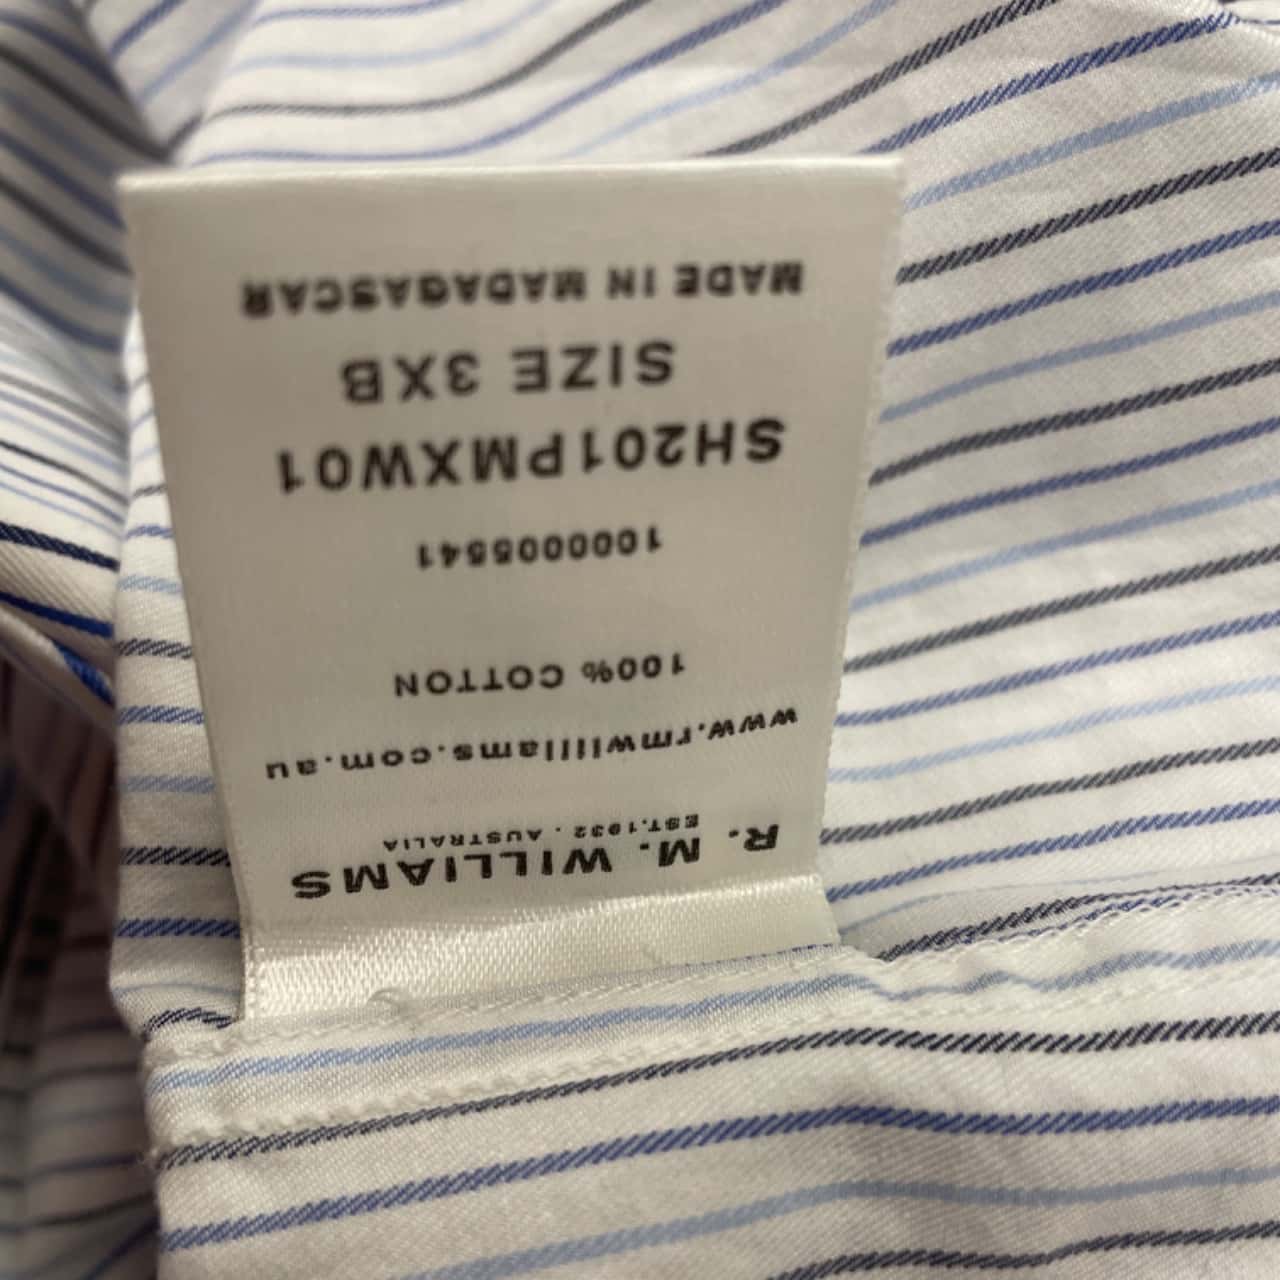 R. M. WILLIAMS
EST.1932 . AUSTRALIA
www.rmwilliams.com.au
100% COTTON
100005541
SH201PMXW01
SIZE 3XB
MADE IN MADAGASCAR